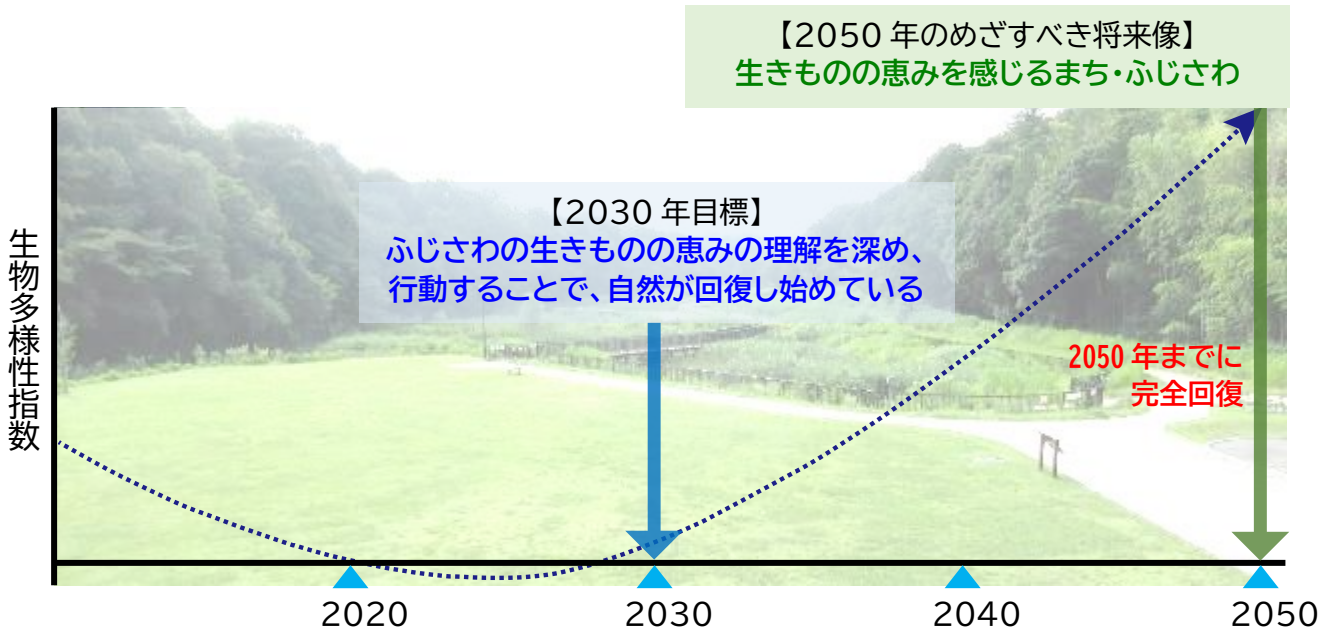 【2050 年のめざすべき将来像】
生きものの恵みを感じるまち・ふじさわ
【2030 年目標】
ふじさわの生きものの恵みの理解を深め、
行動することで、自然が回復し始めている
2050 年までに
完全回復
生物多様性指数
2020
2030
2040
2050